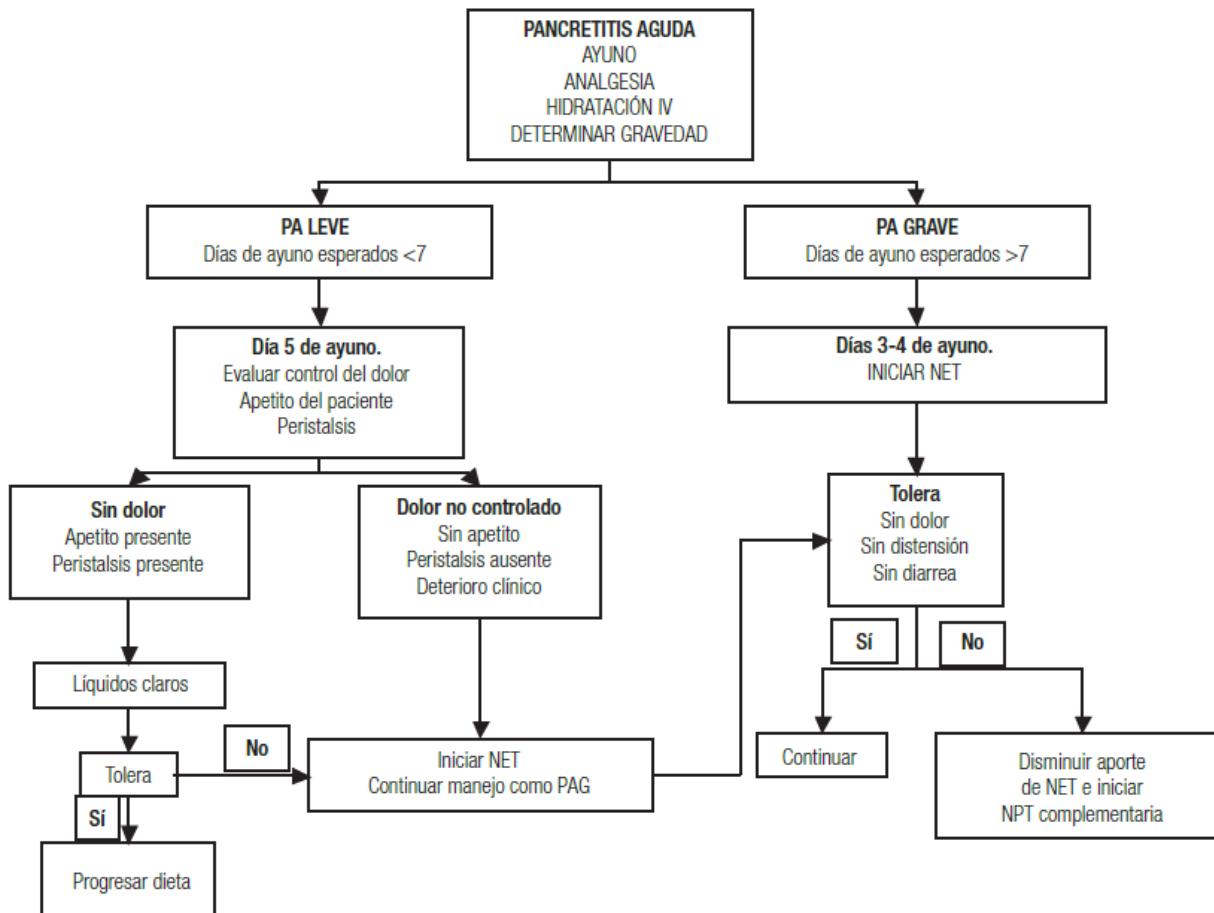 PANCRETITIS AGUDA
AYUNO
ANALGESIA
HIDRATACIÓN IV
DETERMINAR GRAVEDAD
PA LEVE
Días de ayuno esperados <7
PA GRAVE
Días de ayuno esperados >7
Día 5 de ayuno.
Evaluar control del dolor
Apetito del paciente
Peristalsis
Días 3-4 de ayuno.
INICIAR NET
Sin dolor
Apetito presente
Peristalsis presente
Dolor no controlado
Sin apetito
Peristalsis ausente
Deterioro clínico
Tolera
Sin dolor
Sin distensión
Sin diarrea
Sí
No
Líquidos claros
Tolera
No
Iniciar NET
Continuar manejo como PAG
Continuar
Disminuir aporte
de NET e iniciar
NPT complementaria
Sí
Progresar dieta